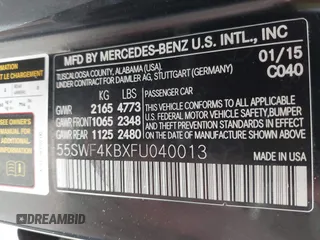 MFD BY MERCEDES-BENZ U.S. INTL., INC
TUSCALOOSA COUNTY, ALABAMA (USA).
UNDER CONTRACT FOR DAIMLER AG, STUTTGART (GERMANY)
01/15
C040
KG LBS PASSENGER CAR
GVWR 2165 4773
GAWR FRONT 1065 2348
GAWR REAR 1125 2480
THIS VEHICLE CONFORMS TO ALL APPLICABLE
U.S. FEDERAL MOTOR VEHICLE SAFETY, BUMPER
AND THEFT PREVENTION STANDARDS IN EFFECT
ON THE DATE OF MANUFACTURE SHOWN ABOVE.
55SWF4KBXFU040013
LE CHARGEMENT
DREAMBID